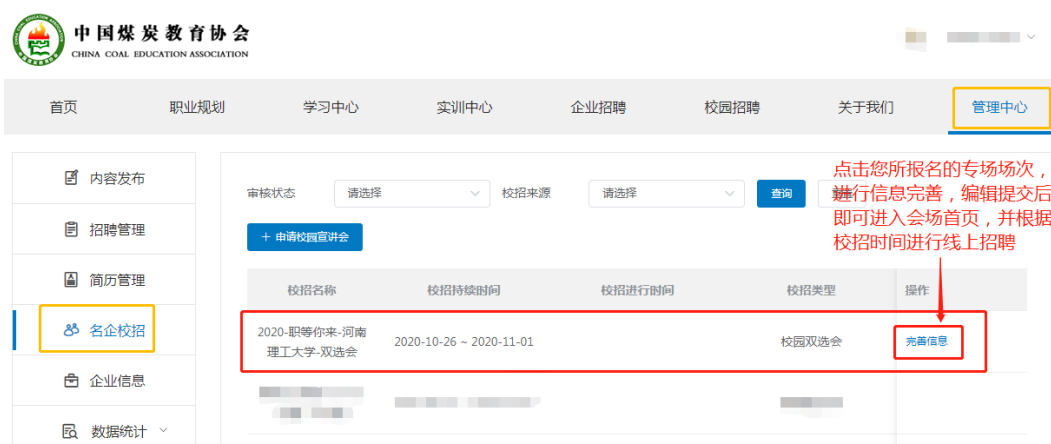 中国煤炭教育协会
CHINA COAL EDUCATION ASSOCIATION
首页 职业规划 学习中心 实训中心 企业招聘 校园招聘 关于我们 管理中心
内容发布
招聘管理
简历管理
名企校招
企业信息
数据统计
审核状态 请选择 校招来源 请选择 查询
点击您所报名的专场场次，
进行信息完善，编辑提交后
即可进入会场首页，并根据
校招时间进行线上招聘
+ 申请校园宣讲会
校招名称 校招持续时间 校招进行时间 校招类型 操作
2020-职等你来-河南
理工大学-双选会
2020-10-26 ~ 2020-11-01 校园双选会 完善信息